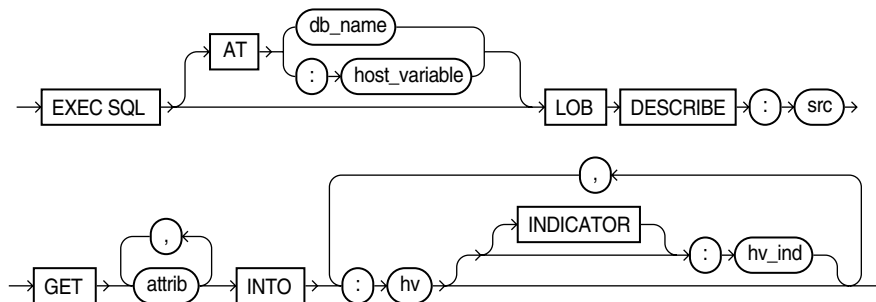 db_name
AT
: host_variable
EXEC SQL LOB DESCRIBE : src
,
, INDICATOR
: hv_ind
GET attrib INTO : hv